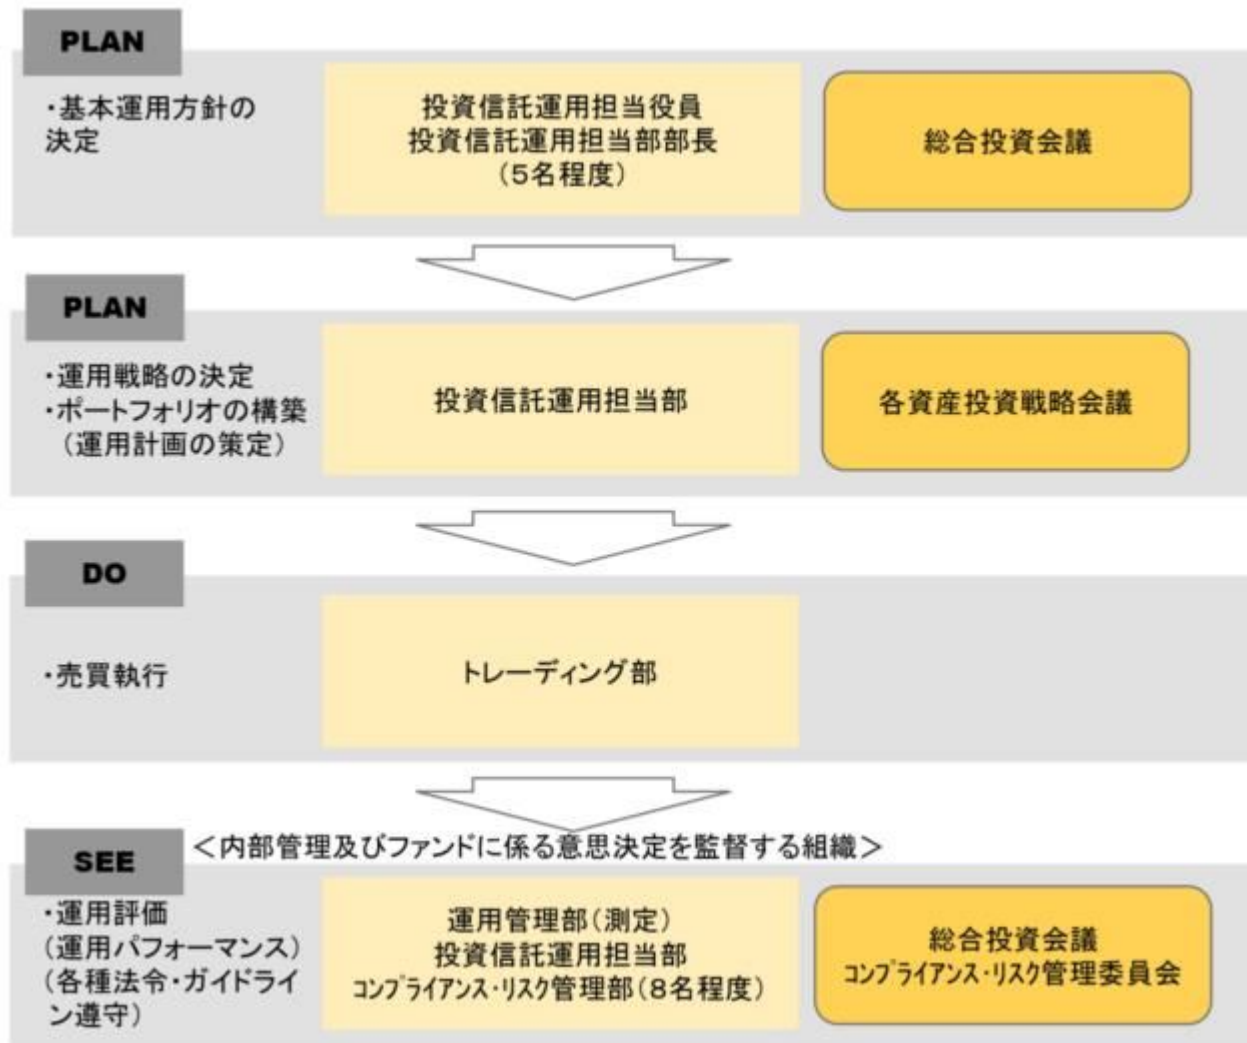 PLAN
・基本運用方針の
決定
投資信託運用担当役員
投資信託運用担当部部長
(5名程度)
総合投資会議
PLAN
・運用戦略の決定
・ポートフォリオの構築
(運用計画の策定)
投資信託運用担当部
各資産投資戦略会議
DO
・売買執行
トレーディング部
<内部管理及びファンドに係る意思決定を監督する組織>
SEE
・運用評価
(運用パフォーマンス)
(各種法令・ガイドライ
ン遵守)
運用管理部(測定)
投資信託運用担当部
コンプライアンス・リスク管理部(8名程度)
総合投資会議
コンプライアンス・リスク管理委員会